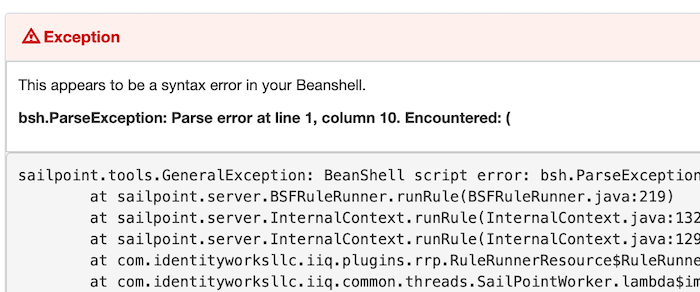 Exception
This appears to be a syntax error in your Beanshell.
bsh.ParseException: Parse error at line 1, column 10. Encountered: (
sailpoint.tools.GeneralException: BeanShell script error: bsh.ParseException
at sailpoint.server.BSFRuleRunner.runRule(BSFRuleRunner.java:219)
at sailpoint.server.InternalContext.runRule(InternalContext.java:132
at sailpoint.server.InternalContext.runRule(InternalContext.java:129
at com.identityworksllc.iiq.plugins.rrp.RuleRunnerResource$RuleRunne
at com.identityworksllc.iiq.common.threads.SailPointWorker.lambda$im